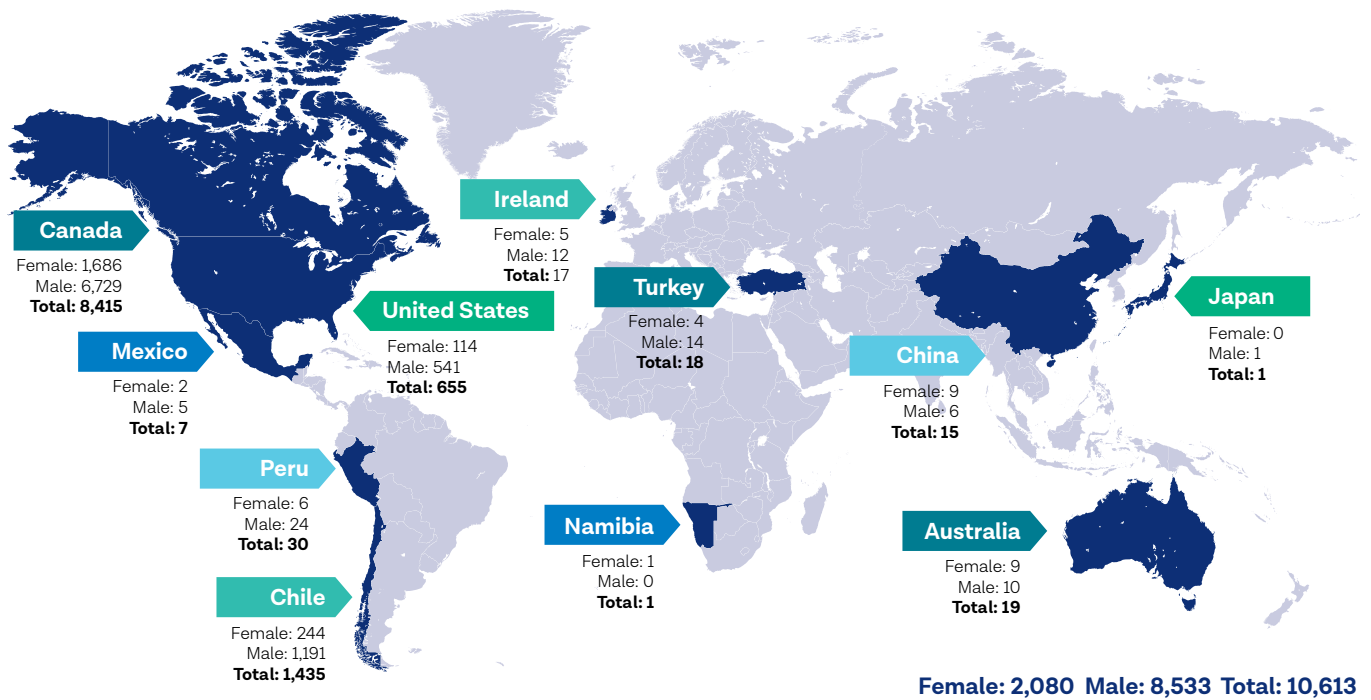 Canada
Female: 1,686
Male: 6,729
Total: 8,415
Mexico
Female: 2
Male: 5
Total: 7
United States
Female: 114
Male: 541
Total: 655
Peru
Female: 6
Male: 24
Total: 30
Chile
Female: 244
Male: 1,191
Total: 1,435
Ireland
Female: 5
Male: 12
Total: 17
Turkey
Female: 4
Male: 14
Total: 18
Namibia
Female: 1
Male: 0
Total: 1
China
Female: 9
Male: 6
Total: 15
Japan
Female: 0
Male: 1
Total: 1
Australia
Female: 9
Male: 10
Total: 19
Female: 2,080 Male: 8,533 Total: 10,613